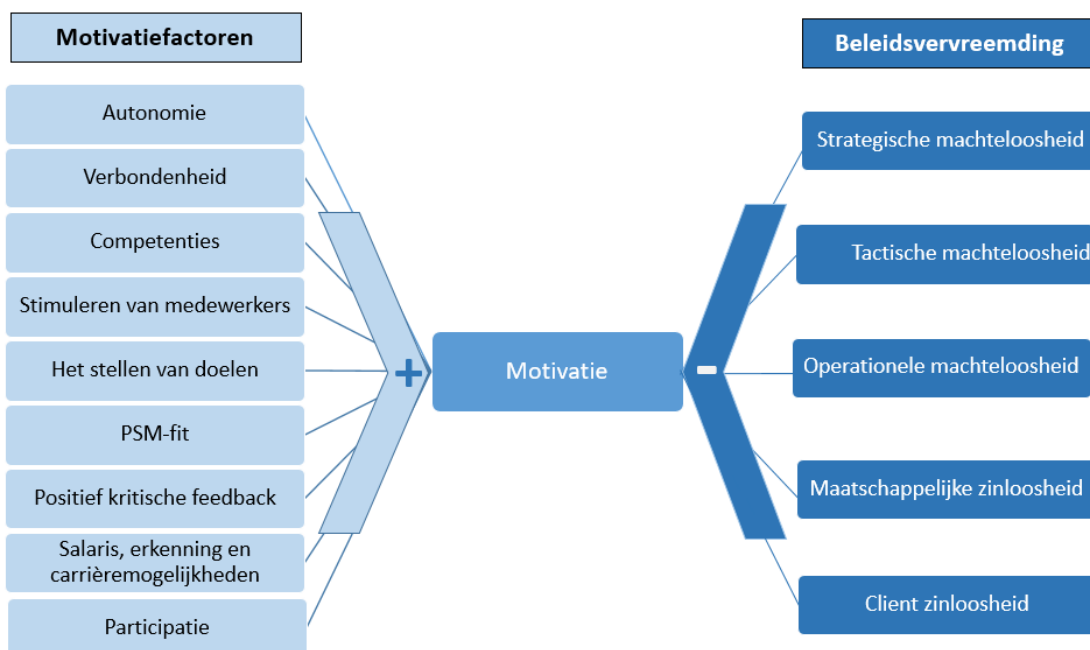 Motivatiefactoren
Autonomie
Verbondenheid
Competenties
Stimuleren van medewerkers
Het stellen van doelen
PSM-fit
Positief kritische feedback
Salaris, erkenning en
carrièremogelijkheden
Participatie
+
Motivatie
-
Beleidsvervreemding
Strategische machteloosheid
Tactische machteloosheid
Operationele machteloosheid
Maatschappelijke zinloosheid
Client zinloosheid